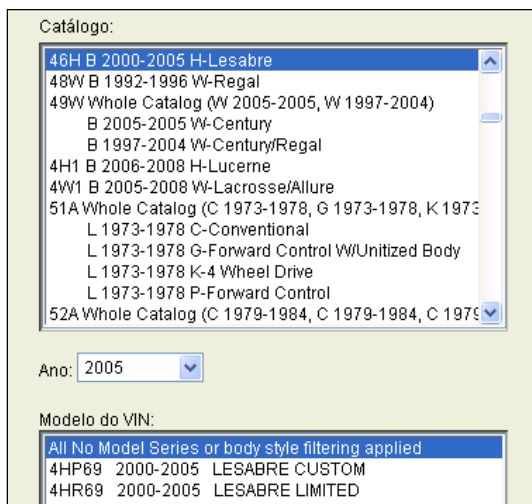 Catálogo:
46H B 2000-2005 H-Lesabre
48W B 1992-1996 W-Regal
49W Whole Catalog (W 2005-2005, W 1997-2004)
B 2005-2005 W-Century
B 1997-2004 W-Century/Regal
4H1 B 2006-2008 H-Lucerne
4W1 B 2005-2008 W-Lacrosse/Allure
51A Whole Catalog (C 1973-1978, G 1973-1978, K 1973
L 1973-1978 C-Conventional
L 1973-1978 G-Forward Control W/Unitized Body
L 1973-1978 K-4 Wheel Drive
L 1973-1978 P-Forward Control
52A Whole Catalog (C 1979-1984, C 1979-1984, C 1979
Ano: 2005
Modelo do VIN:
All No Model Series or body style filtering applied
4HP69 2000-2005 LESABRE CUSTOM
4HR69 2000-2005 LESABRE LIMITED